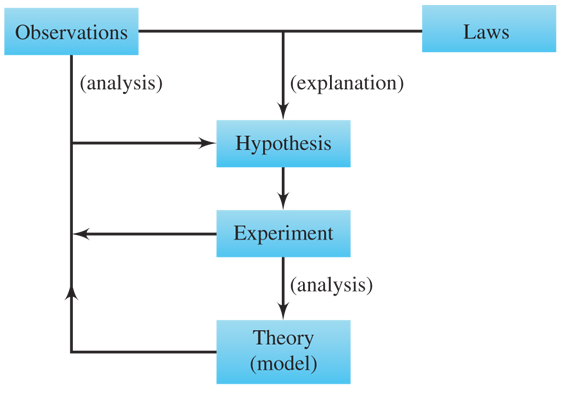 Observations
Laws
(analysis)
(explanation)
Hypothesis
Experiment
(analysis)
Theory
(model)